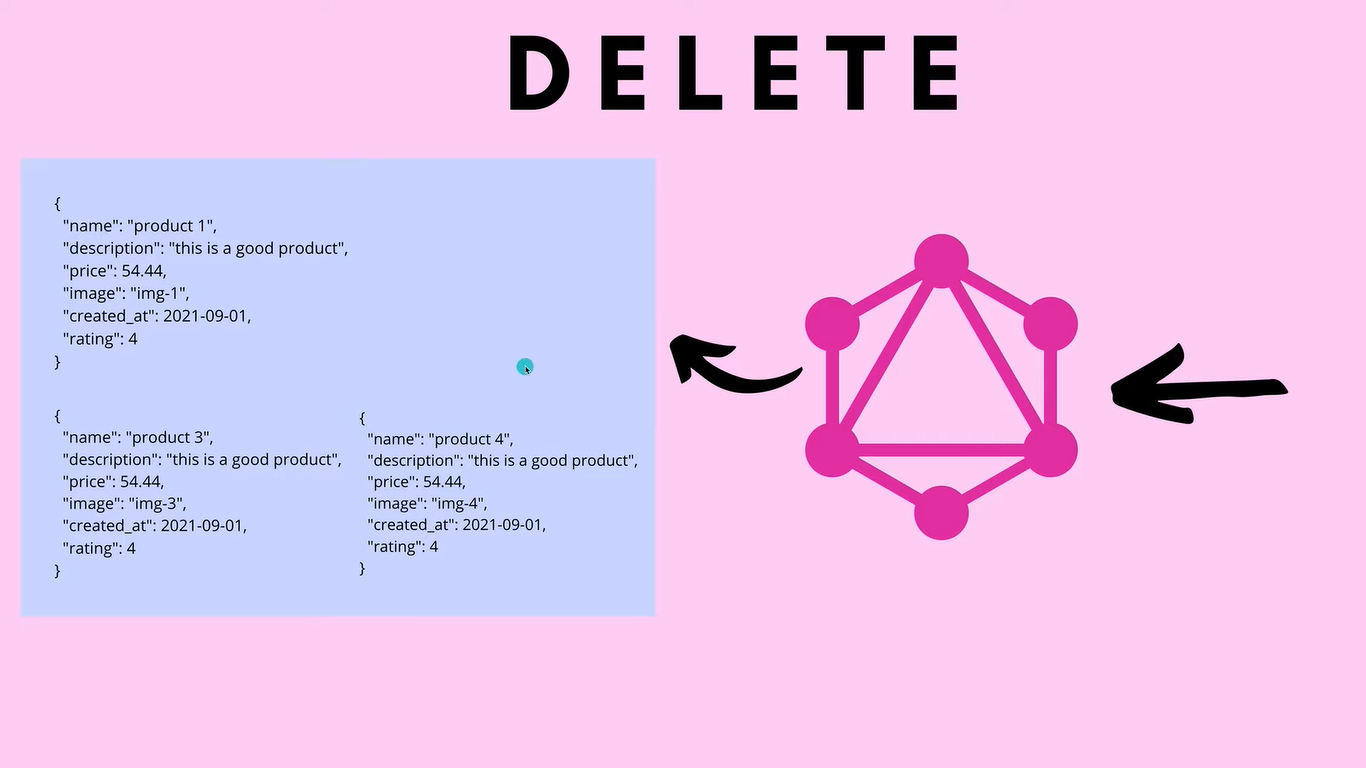 DELETE
{
"name": "product 1",
"description": "this is a good product",
"price": 54.44,
"image": "img-1",
"created_at": 2021-09-01,
"rating": 4
}
{
"name": "product 3",
"description": "this is a good product",
"price": 54.44,
"image": "img-3",
"created_at": 2021-09-01,
"rating": 4
}
{
"name": "product 4",
"description": "this is a good product",
"price": 54.44,
"image": "img-4",
"created_at": 2021-09-01,
"rating": 4
}